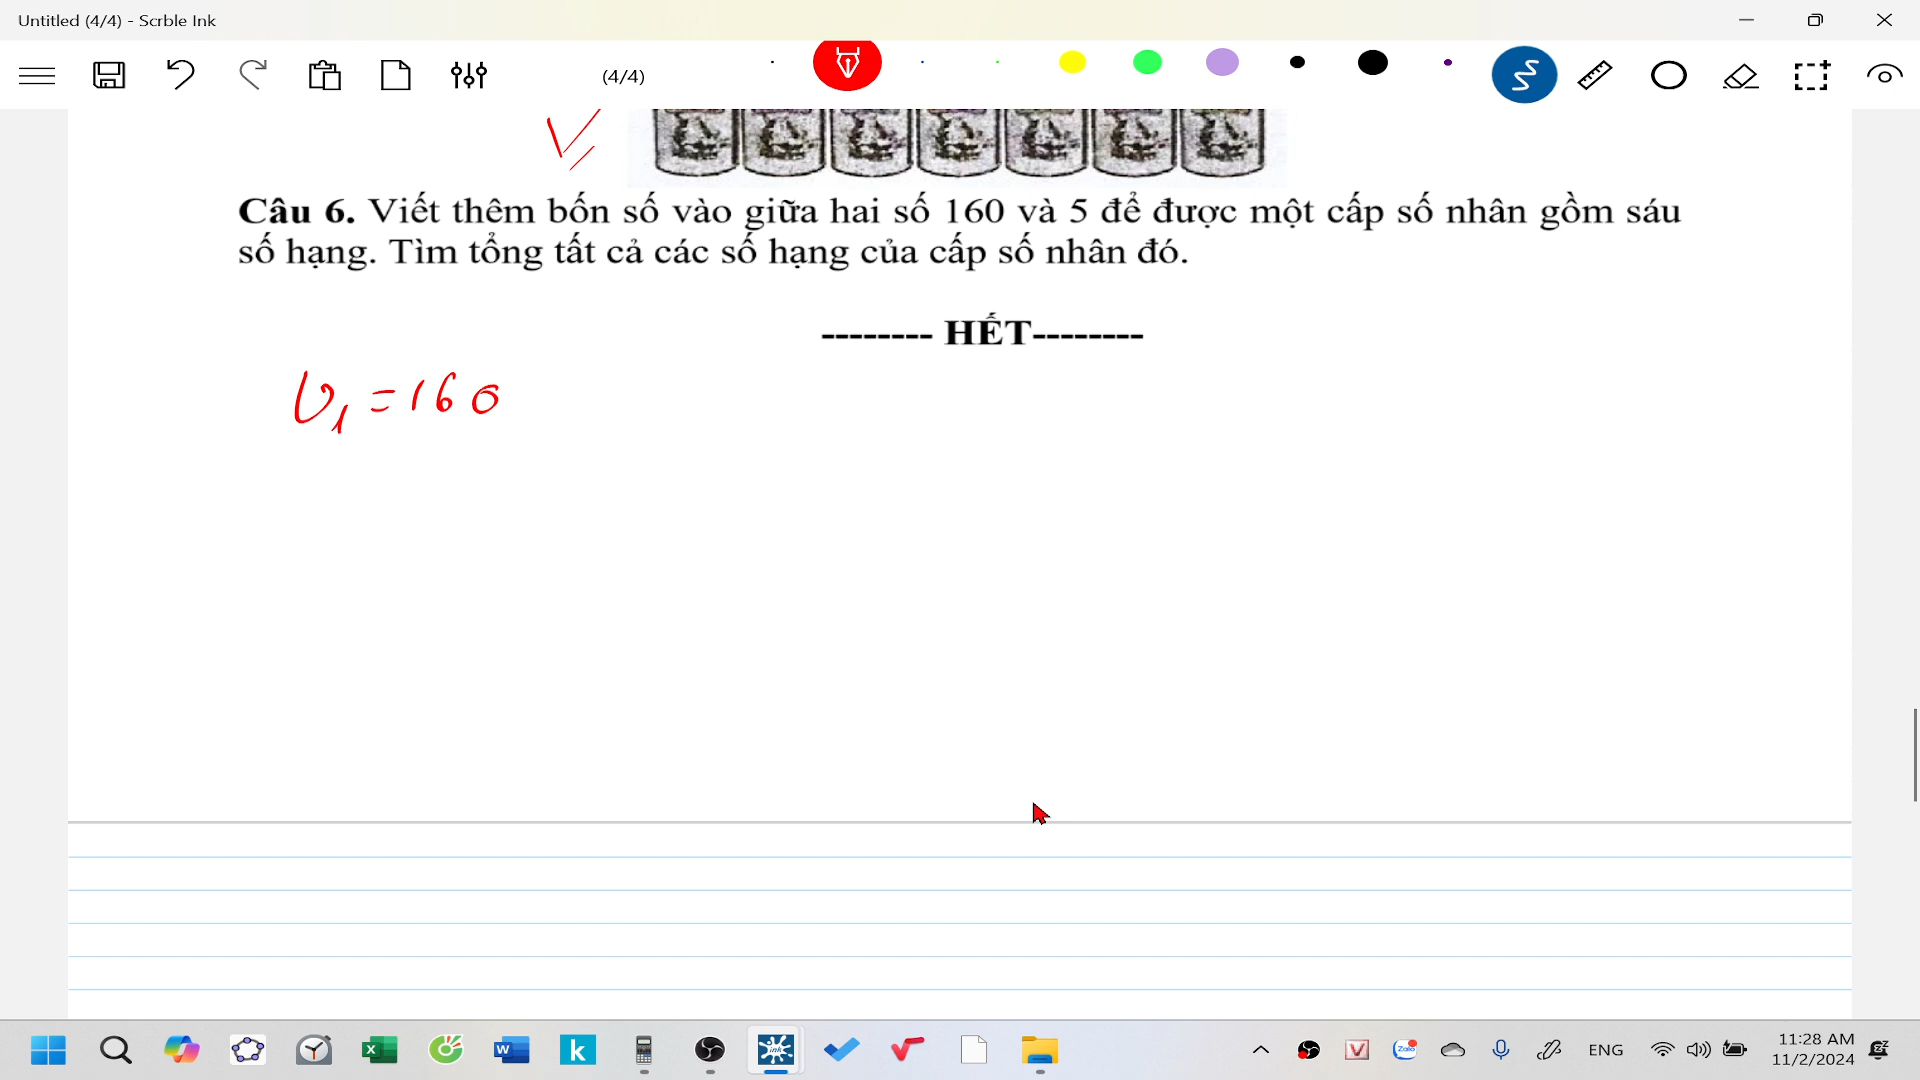 Untitled (4/4) - Scrble Ink
(4/4)
Câu 6. Viết thêm bốn số vào giữa hai số 160 và 5 để được một cấp số nhân gồm sáu
số hạng. Tìm tổng tất cả các số hạng của cấp số nhân đó.
-------- HẾT--------
U₁ = 160
ENG
11:28 AM
11/2/2024